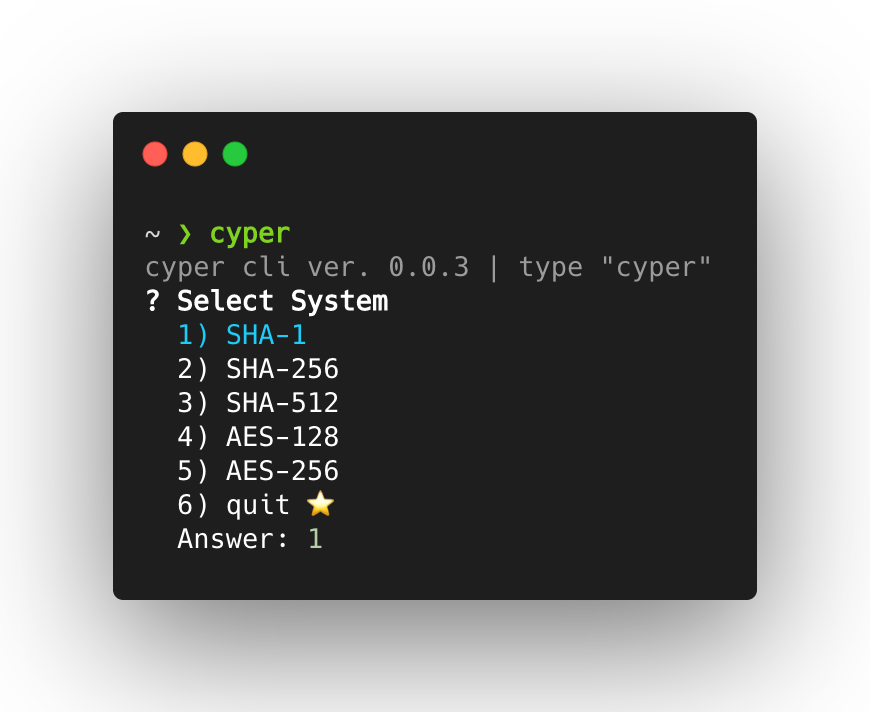 ~ ❯ cyper
cyper cli ver. 0.0.3 | type "cyper"
? Select System
1) SHA-1
2) SHA-256
3) SHA-512
4) AES-128
5) AES-256
6) quit ⭐
Answer: 1